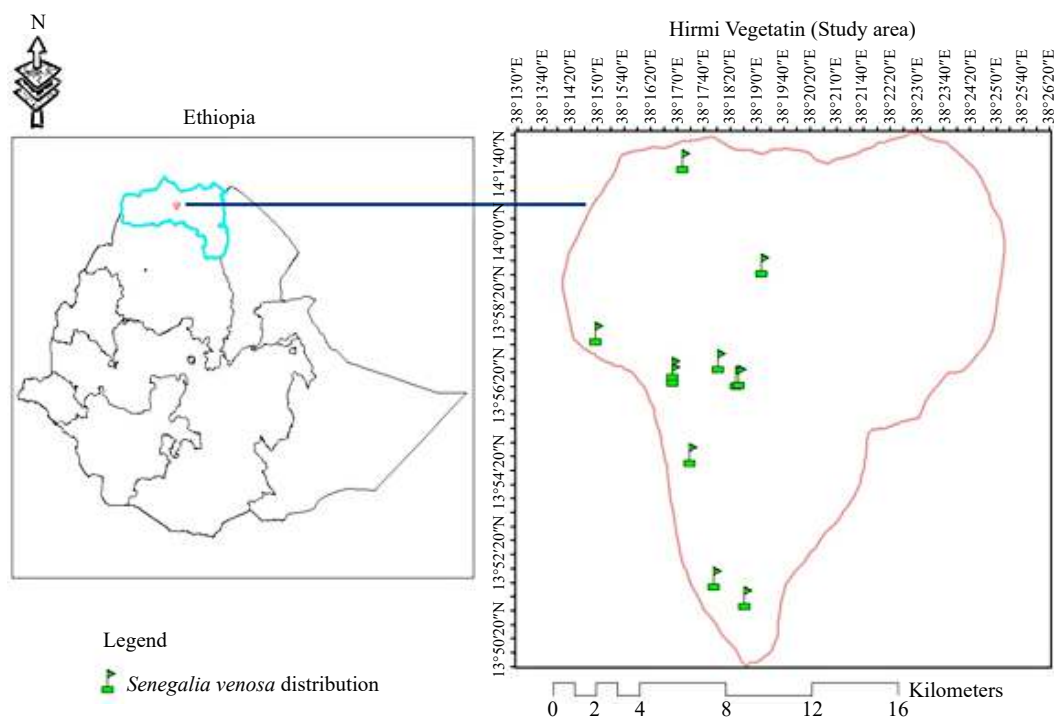 N
Ethiopia
Hirmi Vegetatin (Study area)
38°13'0"E
38°13'40"E
38°14'20"E
38°15'0"E
38°15'40"E
38°16'20"E
38°17'0"E
38°17'40"E
38°18'20"E
38°19'0"E
38°19'40"E
38°20'20"E
38°21'0"E
38°21'40"E
38°22'20"E
38°23'0"E
38°23'40"E
38°24'20"E
38°25'0"E
38°25'40"E
38°26'20"E
14°1'40"N
14°0'0"N
13°58'20"N
13°56'20"N
13°54'20"N
13°52'20"N
13°50'20"N
Legend
Senegalia venosa distribution
Kilometers
0 2 4 8 12 16